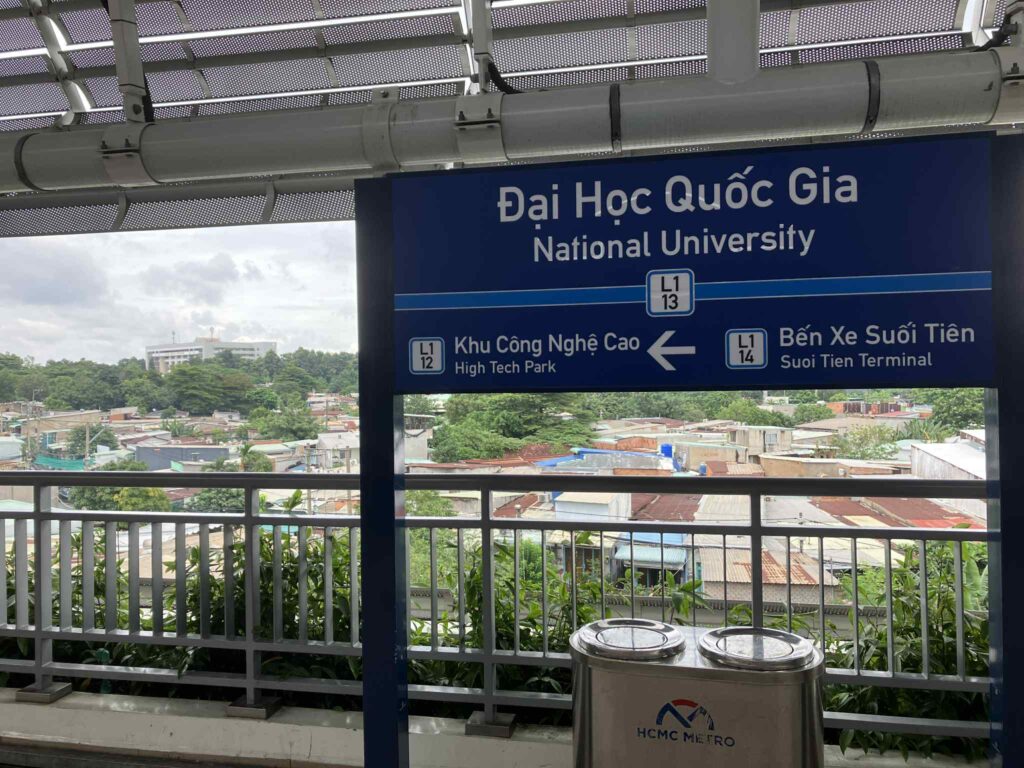 Đại Học Quốc Gia
National University
L1
13
L1
12
Khu Công Nghệ Cao
High Tech Park
L1
14
Bến Xe Suối Tiên
Suoi Tien Terminal
HCMC METRO